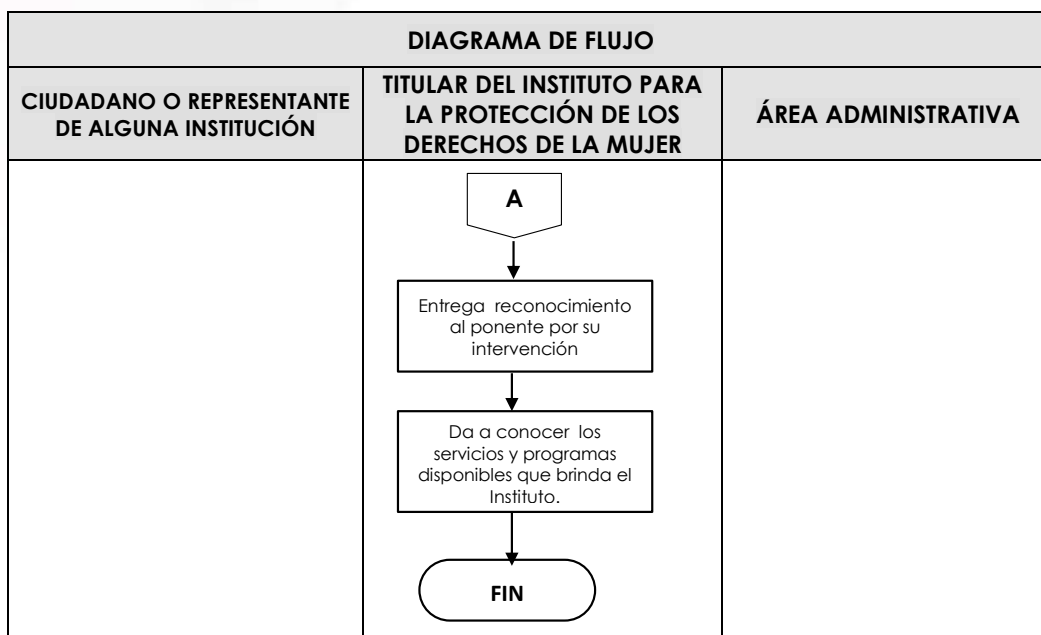 DIAGRAMA DE FLUJO
CIUDADANO O REPRESENTANTE
DE ALGUNA INSTITUCIÓN
TITULAR DEL INSTITUTO PARA
LA PROTECCIÓN DE LOS
DERECHOS DE LA MUJER
ÁREA ADMINISTRATIVA
A
Entrega reconocimiento
al ponente por su
intervención
Da a conocer los
servicios y programas
disponibles que brinda el
Instituto.
FIN